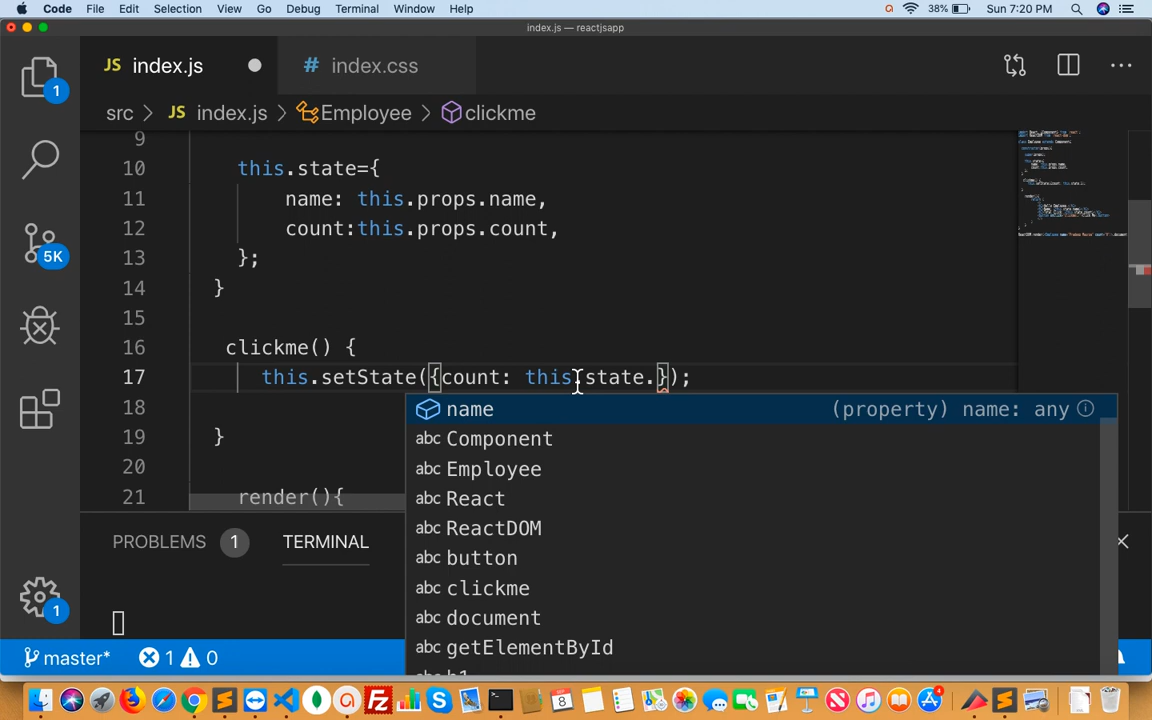 Code File Edit Selection View Go Debug Terminal Window Help 38% Sun 7:20 PM
index.js — reactjsapp
JS index.js # index.css
1
src > JS index.js > Employee > clickme
9
10 this.state={
11 name: this.props.name,
12 count:this.props.count,
5K
13 };
14 }
15
16 clickme() {
17 this.setState({count: this.state.});
18
name (property) name: any
19 }
Component
20
Employee
21 render(){
React
ReactDOM
PROBLEMS 1 TERMINAL
button
clickme
1
document
getElementById
master* 1 0